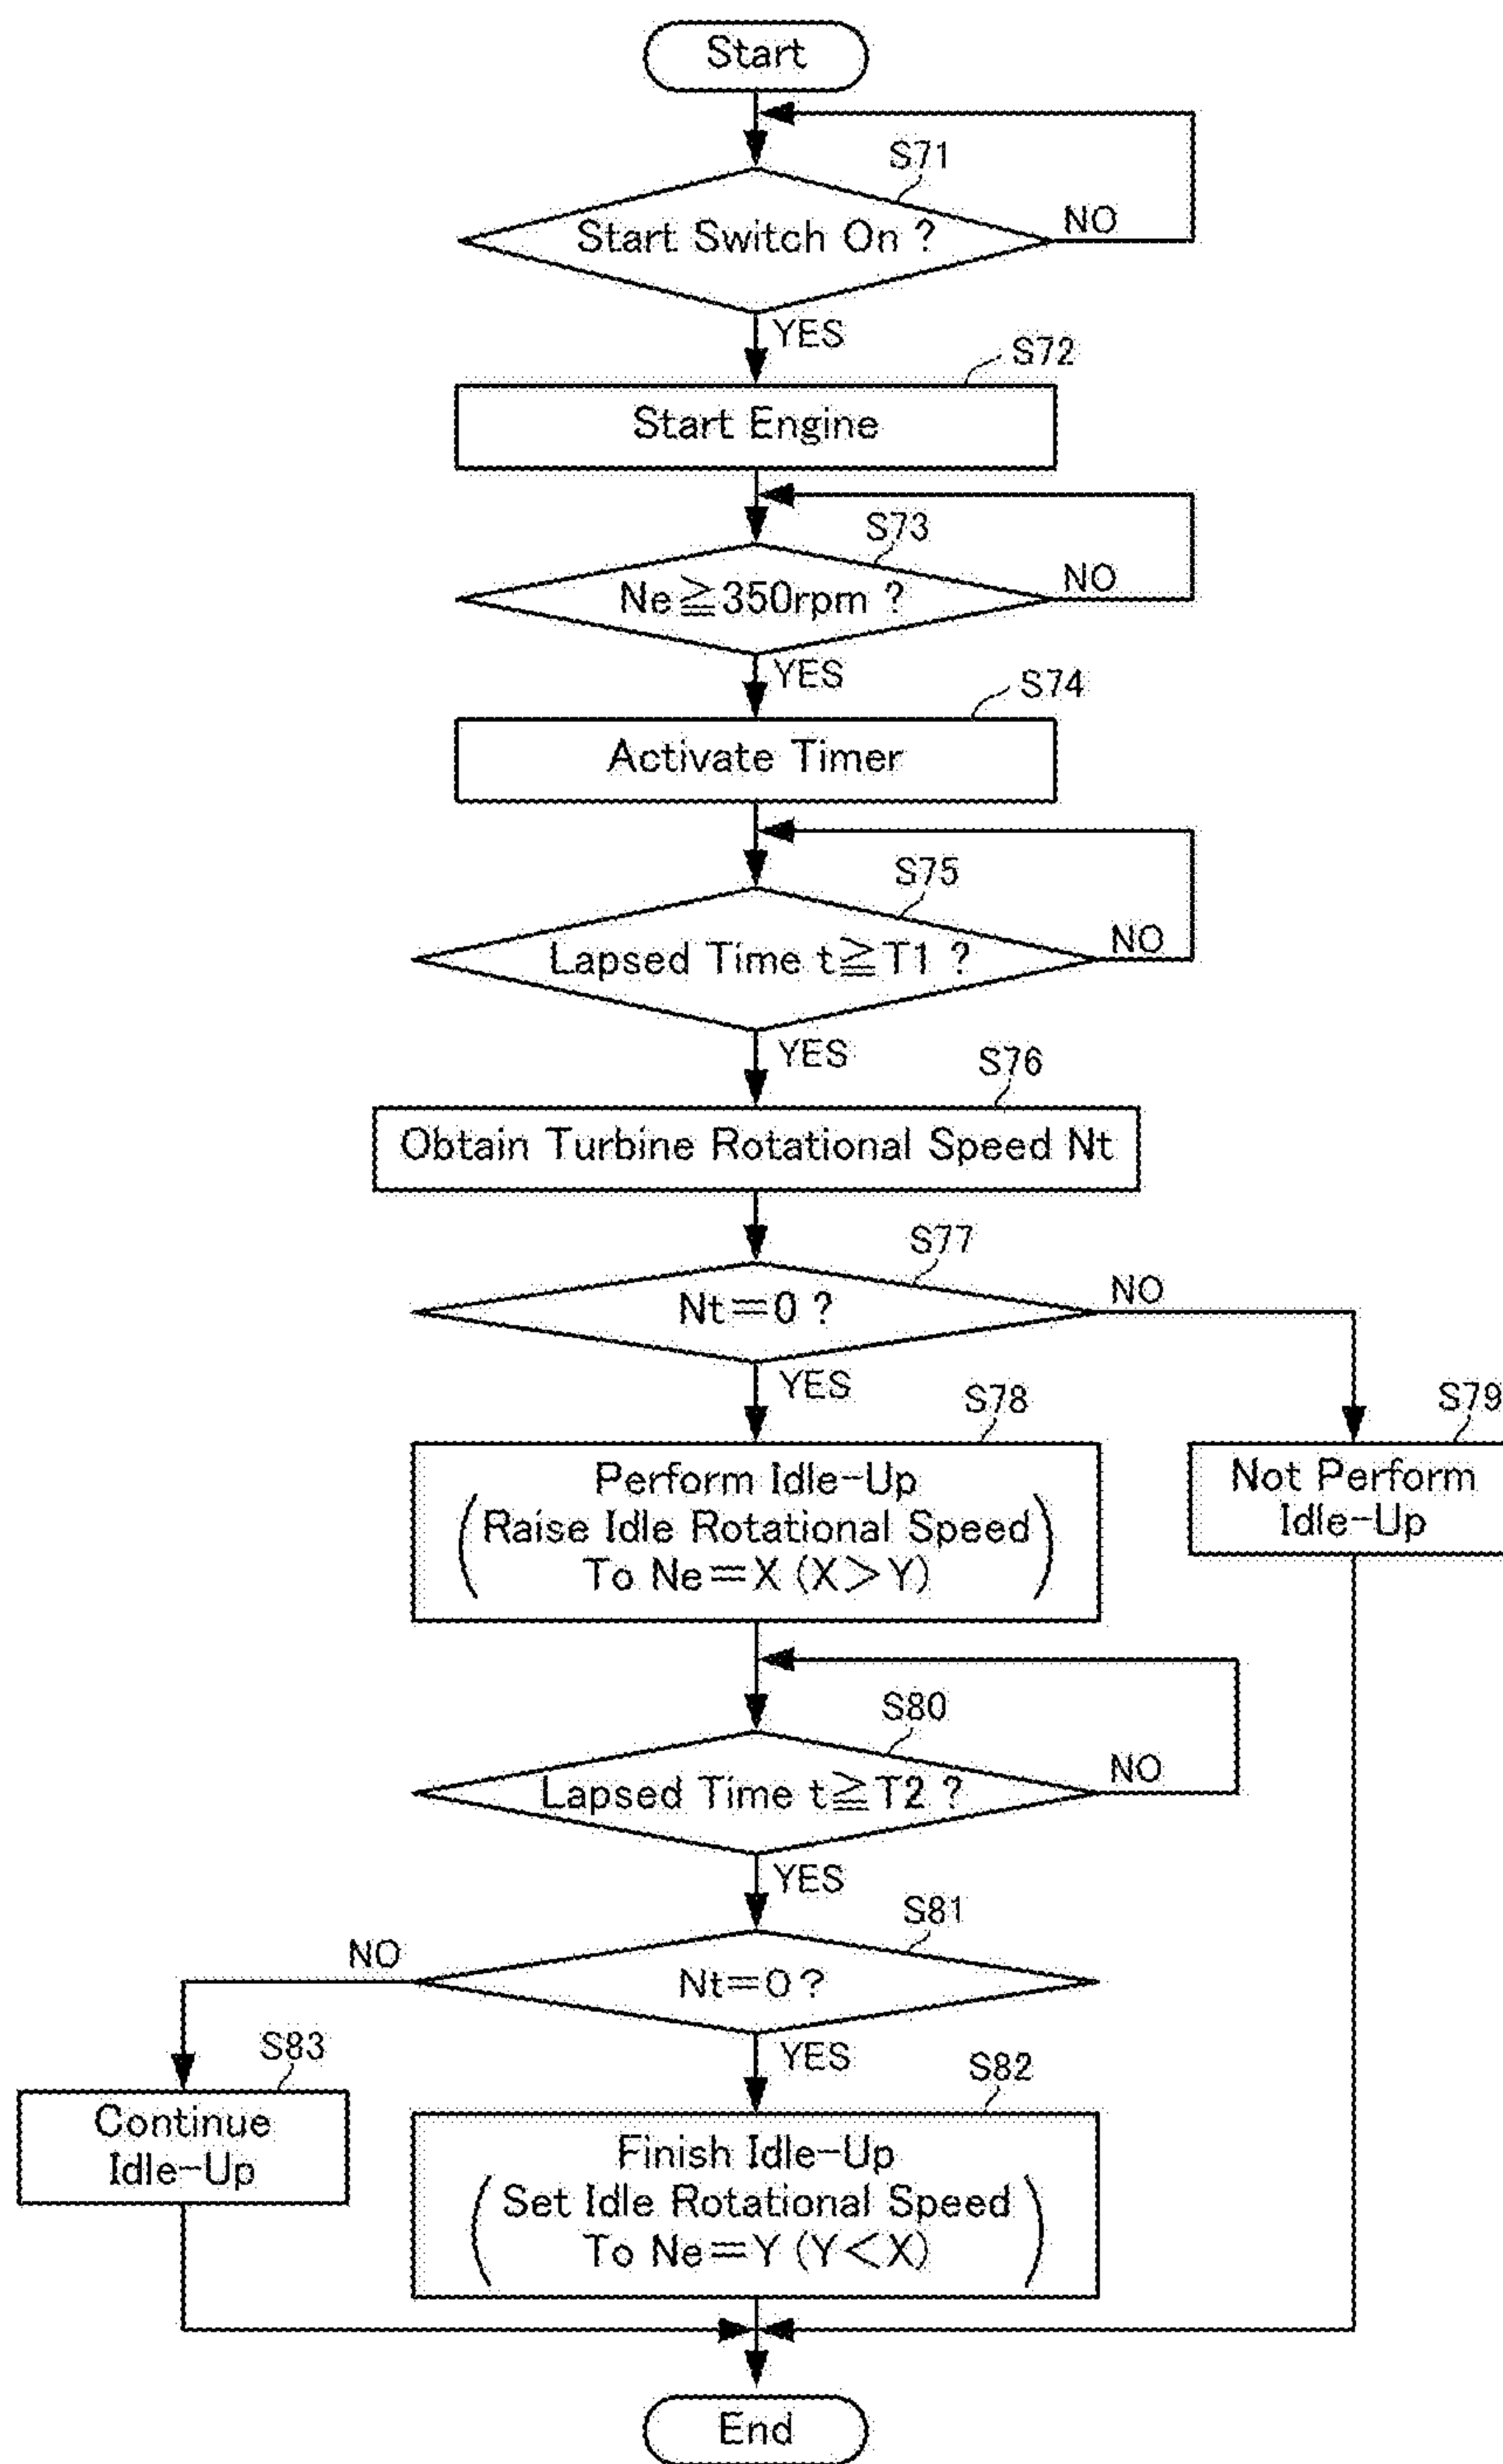 Start
S71
Start Switch On ?
NO
YES
S72
Start Engine
S73
Ne≧350rpm ?
NO
YES
S74
Activate Timer
S75
Lapsed Time t≧T1 ?
NO
YES
S76
Obtain Turbine Rotational Speed Nt
S77
Nt=0 ?
NO
YES
S78
S79
Perform Idle-Up
(Raise Idle Rotational Speed
To Ne=X (X>Y))
Not Perform
Idle-Up
S80
Lapsed Time t≧T2 ?
NO
YES
S81
NO
Nt=0 ?
YES
S83
S82
Continue
Idle-Up
Finish Idle-Up
(Set Idle Rotational Speed
To Ne=Y (Y<X))
End